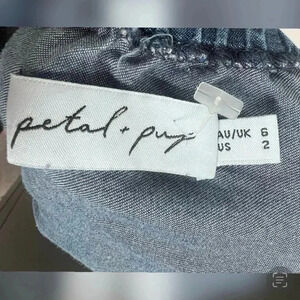 petal + pup
AU/UK 6
US 2